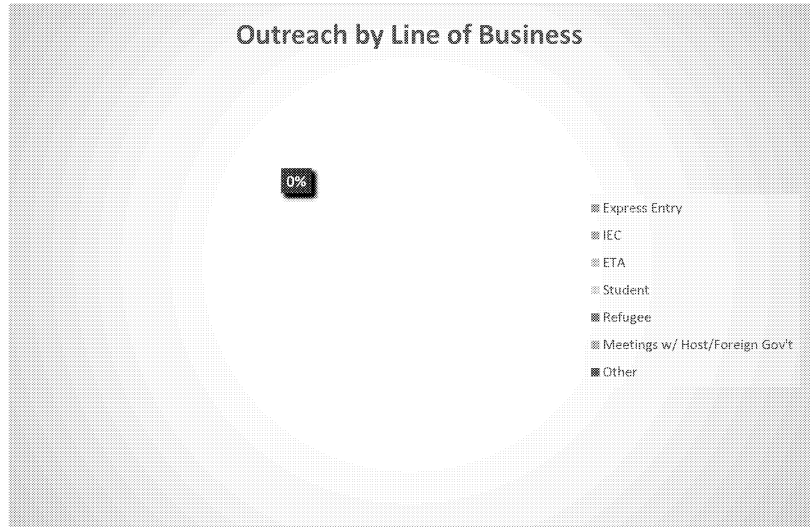 Outreach by Line of Business
0%
Express Entry
IEC
ETA
Student
Refugee
Meetings w/ Host/Foreign Gov't
Other